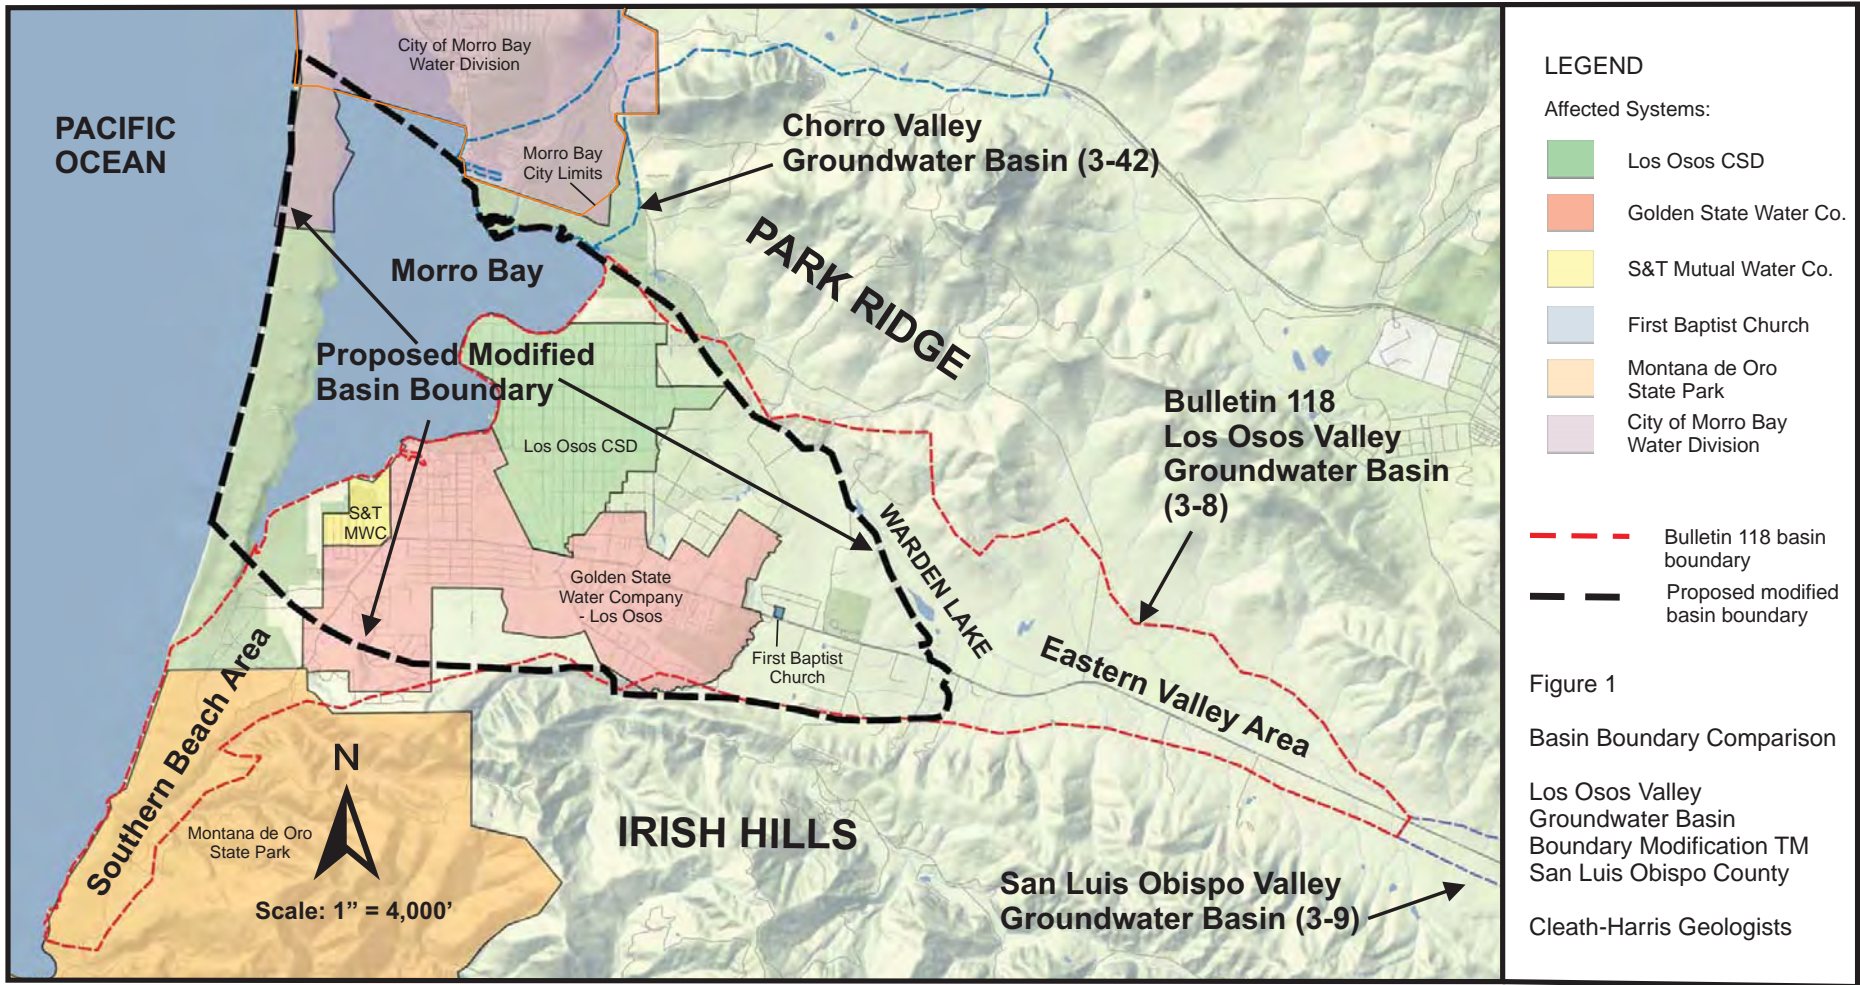 City of Morro Bay
Water Division
PACIFIC
OCEAN
Chorro Valley
Groundwater Basin (3-42)
Morro Bay
City Limits
Morro Bay
PARK RIDGE
Proposed Modified
Basin Boundary
Bulletin 118
Los Osos Valley
Groundwater Basin
(3-8)
Los Osos CSD
S&T
MWC
WARDEN LAKE
Golden State
Water Company
- Los Osos
First Baptist
Church
Eastern Valley Area
Southern Beach Area
N
Montana de Oro
State Park
IRISH HILLS
Scale: 1” = 4,000’
San Luis Obispo Valley
Groundwater Basin (3-9)
LEGEND
Affected Systems:
Los Osos CSD
Golden State Water Co.
S&T Mutual Water Co.
First Baptist Church
Montana de Oro
State Park
City of Morro Bay
Water Division
Bulletin 118 basin
boundary
Proposed modified
basin boundary
Figure 1
Basin Boundary Comparison
Los Osos Valley
Groundwater Basin
Boundary Modification TM
San Luis Obispo County
Cleath-Harris Geologists